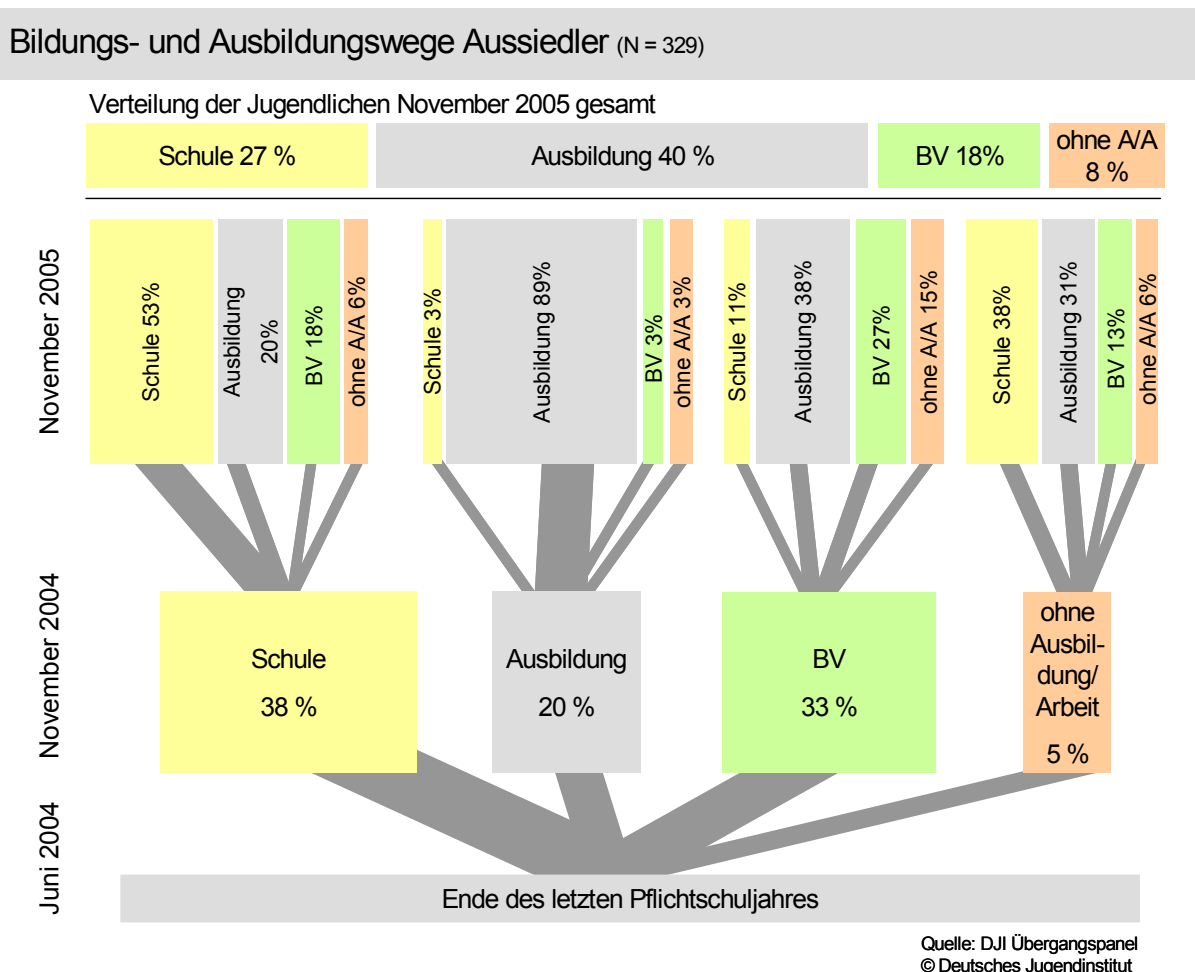 Bildungs- und Ausbildungswege Aussiedler (N = 329)
Verteilung der Jugendlichen November 2005 gesamt
Schule 27 %
Ausbildung 40 %
BV 18%
ohne A/A
8 %
November 2005
Schule 53%
Ausbildung
20%
BV 18%
ohne A/A 6%
Schule 3%
Ausbildung 89%
BV 3%
ohne A/A 3%
Schule 11%
Ausbildung 38%
BV 27%
ohne A/A 15%
Schule 38%
Ausbildung 31%
BV 13%
ohne A/A 6%
November 2004
Schule
38 %
Ausbildung
20 %
BV
33 %
ohne
Ausbil-
dung/
Arbeit
5 %
Juni 2004
Ende des letzten Pflichtschuljahres
Quelle: DJI Übergangspanel
© Deutsches Jugendinstitut